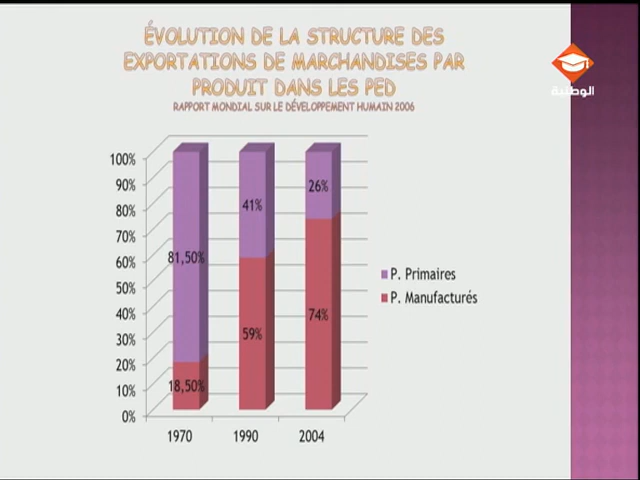 ÉVOLUTION DE LA STRUCTURE DES
EXPORTATIONS DE MARCHANDISES PAR
PRODUIT DANS LES PED
RAPPORT MONDIAL SUR LE DÉVELOPPEMENT HUMAIN 2006
الوطنية
100%
90%
80%
70%
60%
50%
40%
30%
20%
10%
0%
81,50%
18,50%
41%
59%
26%
74%
1970
1990
2004
P. Primaires
P. Manufacturés